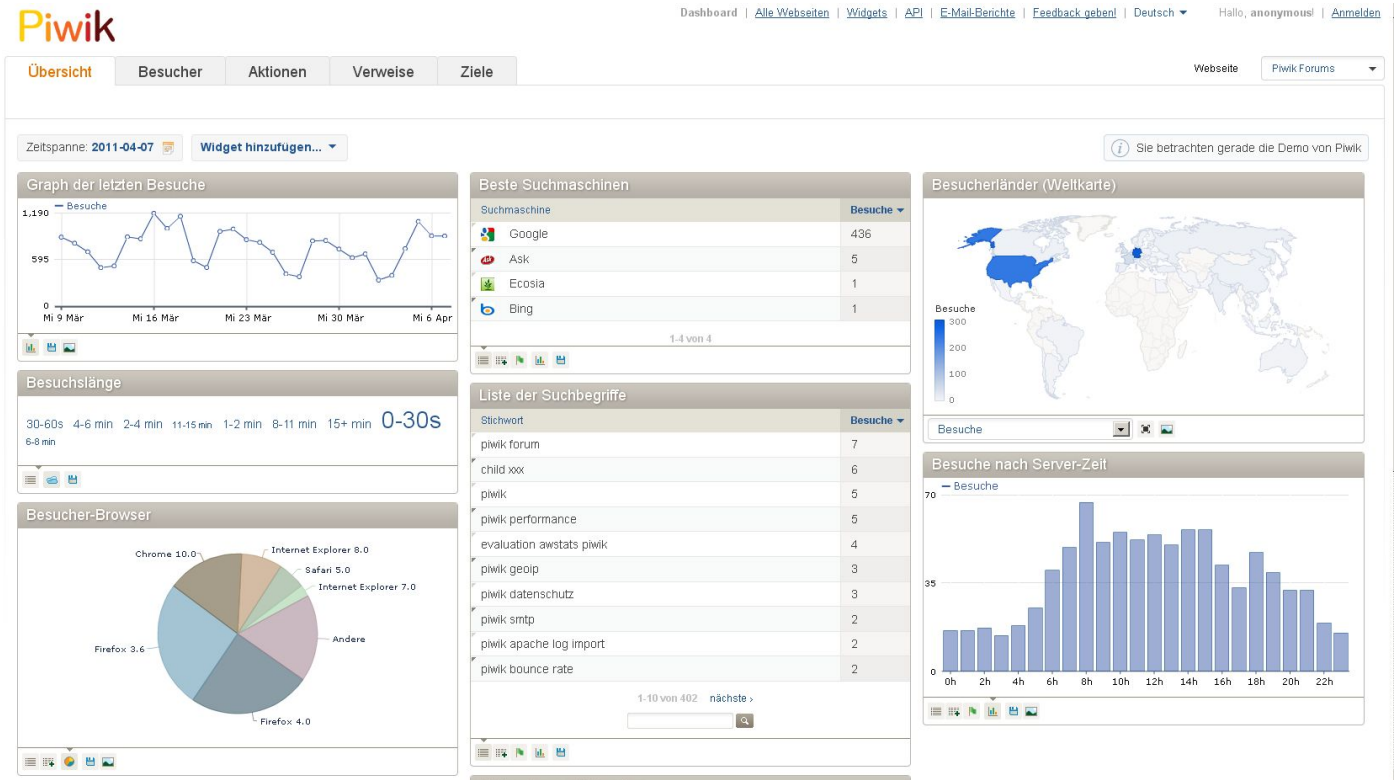 Piwik
Dashboard | Alle Webseiten | Widgets | API | E-Mail-Berichte | Feedback geben! | Deutsch
Hallo, anonymous! | Anmelden
Übersicht Besucher Aktionen Verweise Ziele
Webseite Piwik Forums
Zeitspanne: 2011-04-07
Widget hinzufügen...
Sie betrachten gerade die Demo von Piwik
Graph der letzten Besuche
Besuche
1,190
595
0
Mi 9 Mär Mi 16 Mär Mi 23 Mär Mi 30 Mär Mi 6 Apr
Besuchslänge
30-60s 4-6 min 2-4 min 11-15 min 1-2 min 8-11 min 15+ min 0-30s
6-8 min
Besucher-Browser
Chrome 10.0
Internet Explorer 8.0
Safari 5.0
Internet Explorer 7.0
Andere
Firefox 3.6
Firefox 4.0
Beste Suchmaschinen
Suchmaschine Besuche
Google 436
Ask 5
Ecosia 1
Bing 1
1-4 von 4
Liste der Suchbegriffe
Stichwort Besuche
piwik forum 7
child xxx 6
piwik 5
piwik performance 5
evaluation awstats piwik 4
piwik geoip 3
piwik datenschutz 3
piwik smtp 2
piwik apache log import 2
piwik bounce rate 2
1-10 von 402 nächste ›
Besucherländer (Weltkarte)
Besuche
300
200
100
0
Besuche
Besuche nach Server-Zeit
Besuche
70
35
0
0h 2h 4h 6h 8h 10h 12h 14h 16h 18h 20h 22h